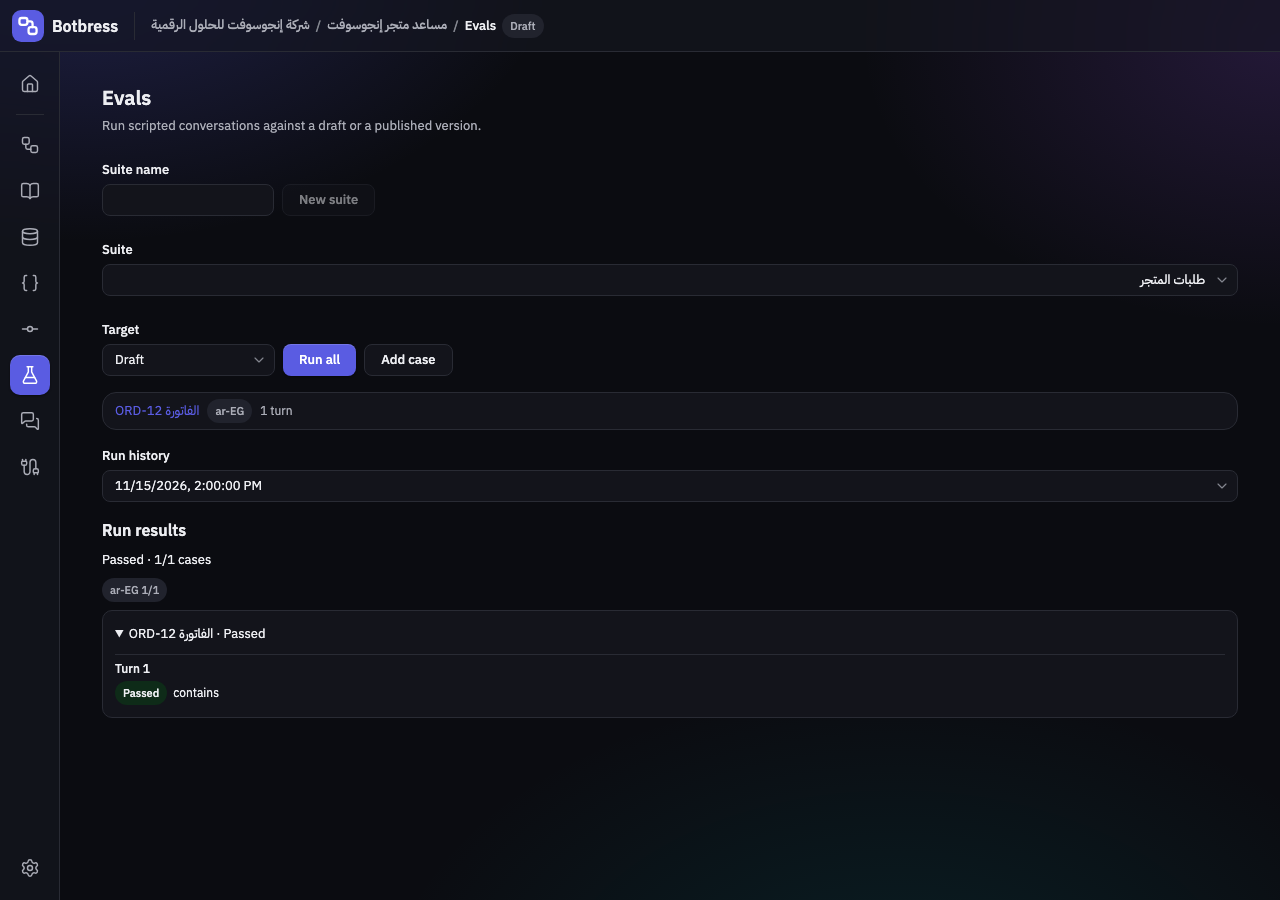 Botbress
شركة إنجوسوفت للحلول الرقمية / مساعد متجر إنجوسوفت / Evals Draft
Evals
Run scripted conversations against a draft or a published version.
Suite name
New suite
Suite
طلبات المتجر
Target
Draft Run all Add case
ORD-12 الفاتورة ar-EG 1 turn
Run history
11/15/2026, 2:00:00 PM
Run results
Passed · 1/1 cases
ar-EG 1/1
ORD-12 الفاتورة · Passed
Turn 1
Passed contains